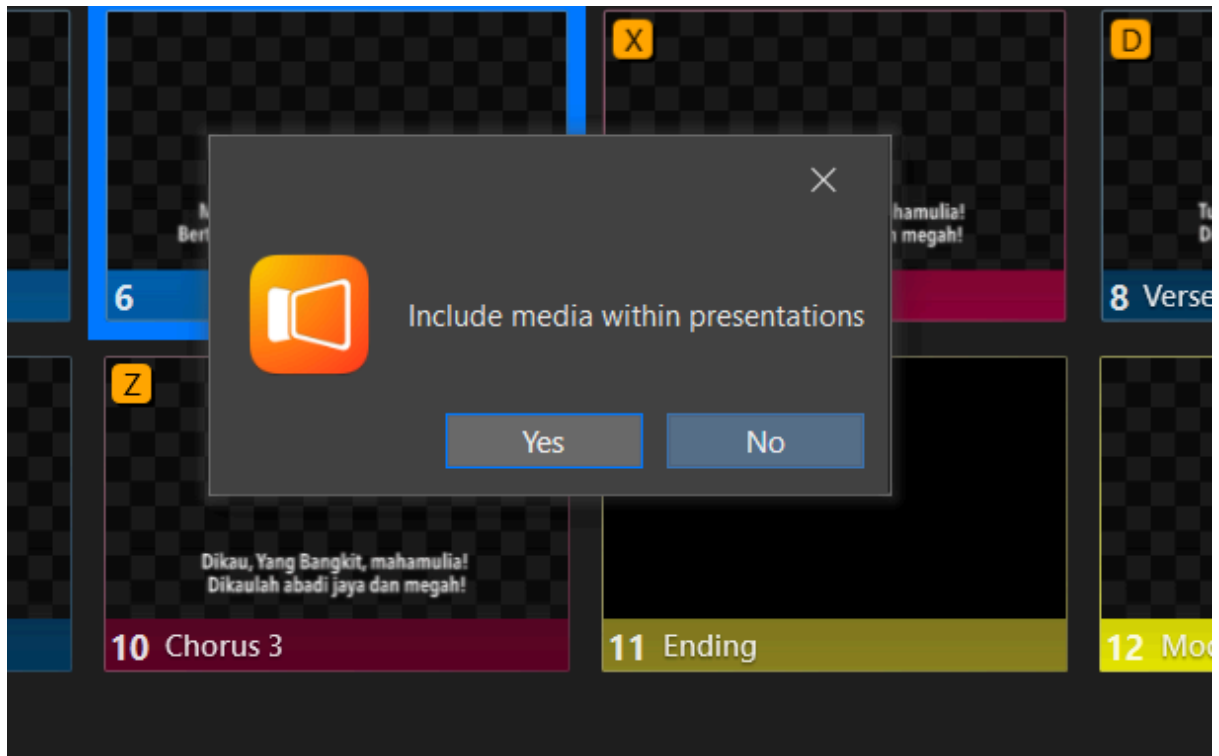 X
D
hamulia!
megah!
6
8 Verse
Include media within presentations
Yes
No
Z
Dikau, Yang Bangkit, mahamulia!
Dikaulah abadi jaya dan megah!
10 Chorus 3
11 Ending
12